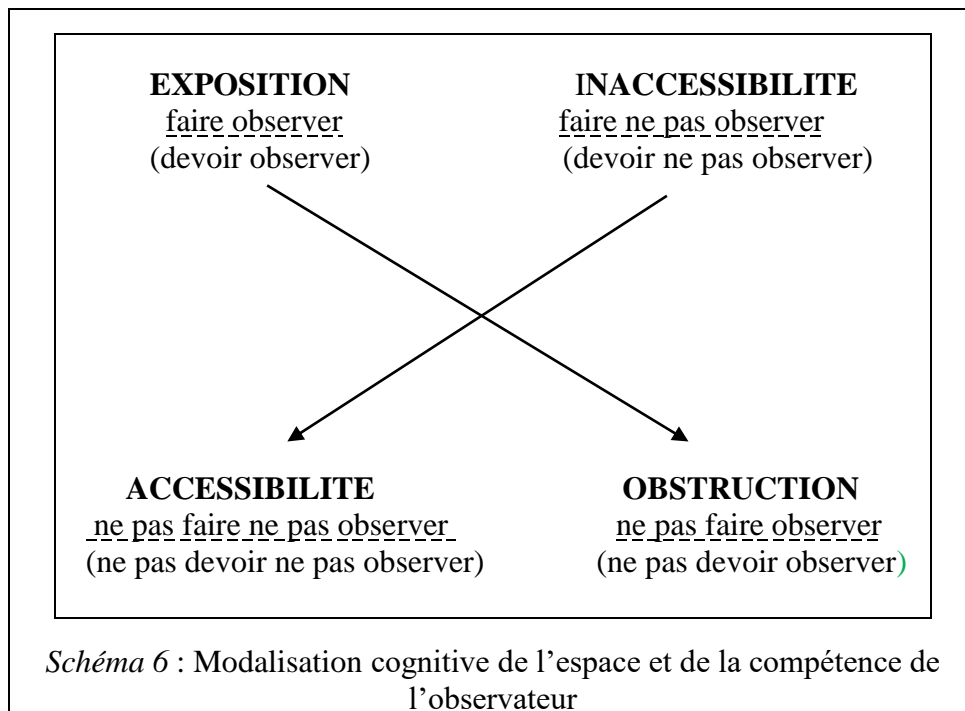 EXPOSITION
faire observer
(devoir observer)
INACCESSIBILITE
faire ne pas observer
(devoir ne pas observer)
ACCESSIBILITE
ne pas faire ne pas observer
(ne pas devoir ne pas observer)
OBSTRUCTION
ne pas faire observer
(ne pas devoir observer)
Schéma 6 : Modalisation cognitive de l'espace et de la compétence de
l'observateur